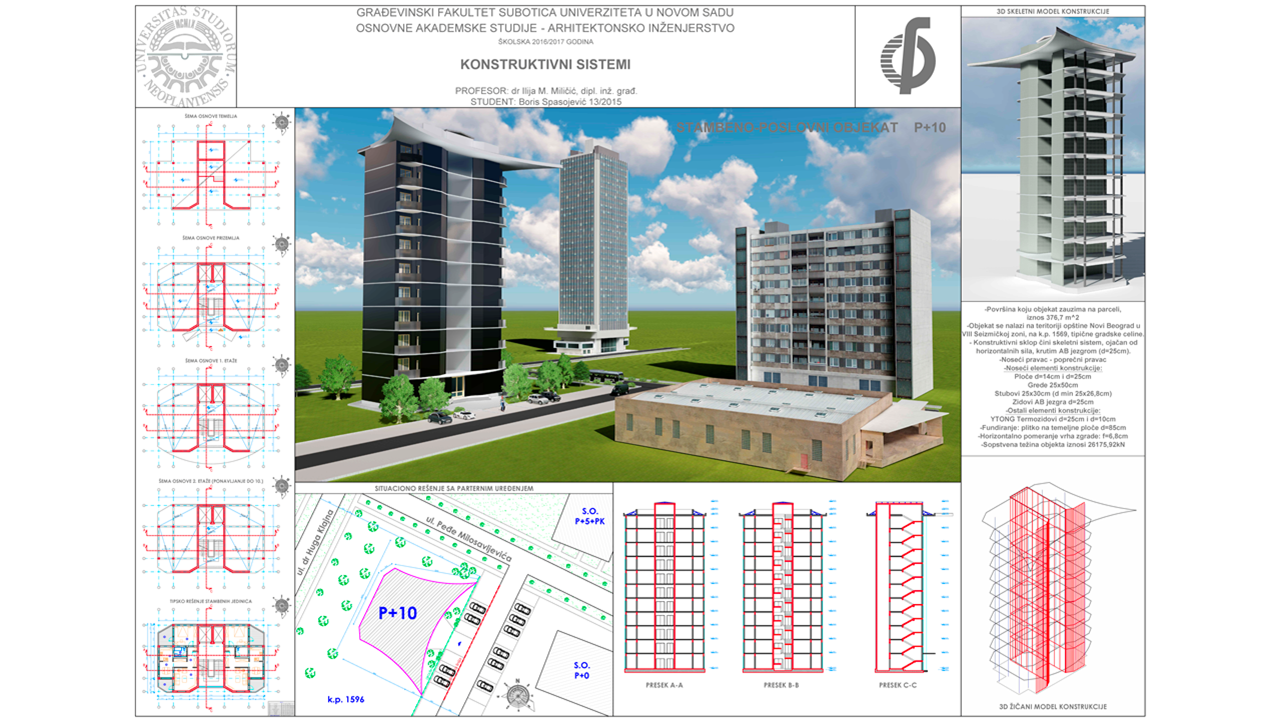 UNIVERSITAS STUDIORUM
NEOPLANTENSIS
GRAĐEVINSKI FAKULTET SUBOTICA UNIVERZITETA U NOVOM SADU
OSNOVNE AKADEMSKE STUDIJE - ARHITEKTONSKO INŽENJERSTVO
ŠKOLSKA 2016/2017 GODINA
KONSTRUKTIVNI SISTEMI
PROFESOR: dr Ilija M. Miličić, dipl. inž. građ.
STUDENT: Boris Spasojević 13/2015
3D SKELETNI MODEL KONSTRUKCIJE
STAMBENO-POSLOVNI OBJEKAT P+10
ŠEMA OSNOVE TEMELJA
ŠEMA OSNOVE PRIZEMLJA
ŠEMA OSNOVE 1. ETAŽE
ŠEMA OSNOVE 2. ETAŽE (PONAVLJANJE DO 10.)
TIPSKO REŠENJE STAMBENIH JEDINICA
-Površina koju objekat zauzima na parceli,
iznos 376,7 m^2
-Objekat se nalazi na teritoriji opštine Novi Beograd u
VIII Seizmičkoj zoni, na k.p. 1569, tipične gradske celine.
- Konstruktivni sklop čini skeletni sistem, ojačan od
horizontalnih sila, krutim AB jezgrom (d=25cm).
-Noseći pravac - poprečni pravac
-Noseći elementi konstrukcije:
Ploče d=14cm i d=25cm
Grede 25x50cm
Stubovi 25x30cm (d min 25x26,8cm)
Zidovi AB jezgra d=25cm
-Ostali elementi konstrukcije:
YTONG Termozidovi d=25cm i d=10cm
-Fundiranje: plitko na temeljne ploče d=85cm
-Horizontalno pomeranje vrha zgrade: f=6,8cm
-Sopstvena težina objekta iznosi 26175,92kN
SITUACIONO REŠENJE SA PARTERNIM UREĐENJEM
ul. dr Huga Klajna
ul. Peđe Milosavljevića
S.O.
P+5+PK
P+10
S.O.
P+0
k.p. 1596
PRESEK A-A
PRESEK B-B
PRESEK C-C
3D ŽIČANI MODEL KONSTRUKCIJE